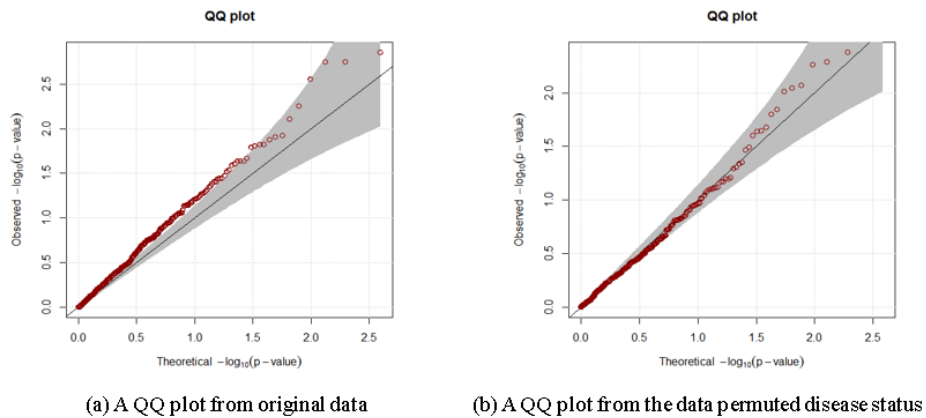 QQ plot
Observed −log₁₀(p − value)
2.5
2.0
1.5
1.0
0.5
0.0
0.0 0.5 1.0 1.5 2.0 2.5
Theoretical −log₁₀(p − value)
(a) A QQ plot from original data
QQ plot
Observed −log₁₀(p − value)
2.0
1.5
1.0
0.5
0.0
0.0 0.5 1.0 1.5 2.0 2.5
Theoretical −log₁₀(p − value)
(b) A QQ plot from the data permuted disease status